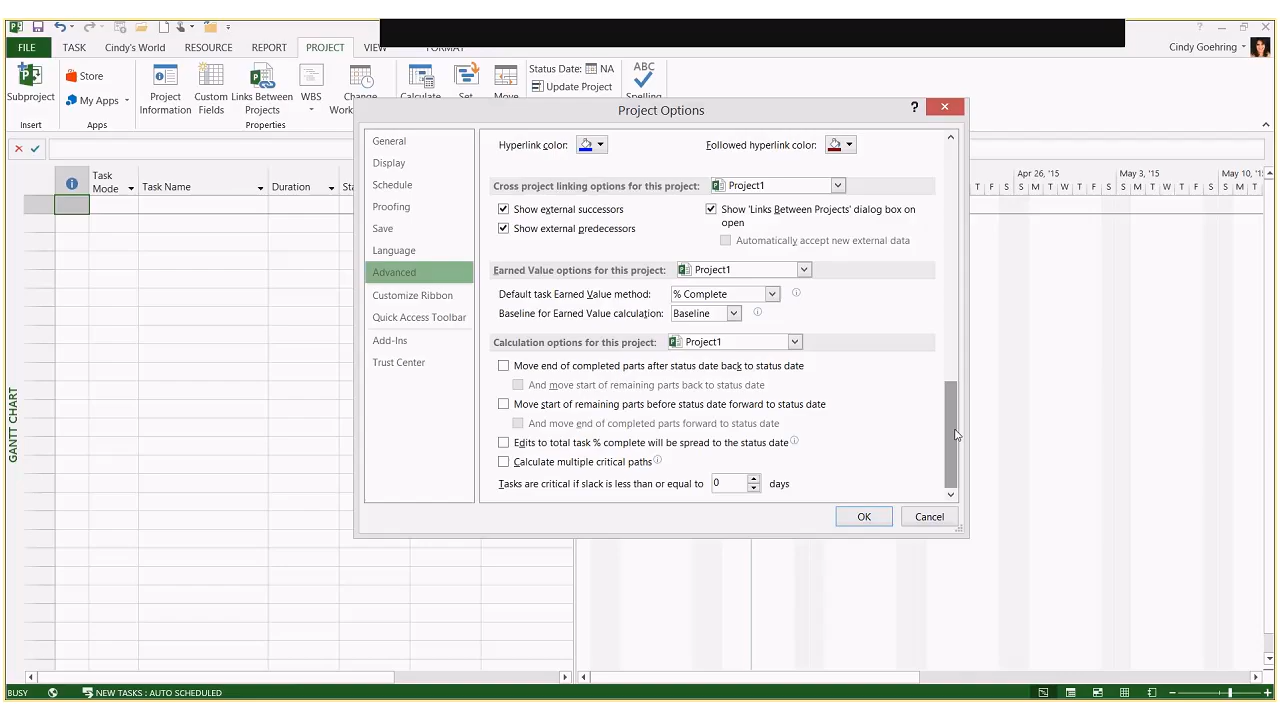 FILE TASK Cindy's World RESOURCE REPORT PROJECT VIEW FORMAT Cindy Goehring
Subproject Store My Apps Project Information Custom Fields Links Between Projects WBS Change Calculate Set Move Status Date: NA Update Project ABC Spelling
Insert Apps Properties
Project Options
Task Mode Task Name Duration Sta
Apr 26, '15 May 3, '15 May 10, '15
T F S S M T W T F S S M T W T F S S M T
General
Display
Schedule
Proofing
Save
Language
Advanced
Customize Ribbon
Quick Access Toolbar
Add-Ins
Trust Center
Hyperlink color: Followed hyperlink color:
Cross project linking options for this project: Project1
Show external successors Show 'Links Between Projects' dialog box on
open
Show external predecessors
Automatically accept new external data
Earned Value options for this project: Project1
Default task Earned Value method: % Complete
Baseline for Earned Value calculation: Baseline
Calculation options for this project: Project1
Move end of completed parts after status date back to status date
And move start of remaining parts back to status date
Move start of remaining parts before status date forward to status date
And move end of completed parts forward to status date
Edits to total task % complete will be spread to the status date
Calculate multiple critical paths
Tasks are critical if slack is less than or equal to 0 days
OK Cancel
GANTT CHART
BUSY NEW TASKS : AUTO SCHEDULED